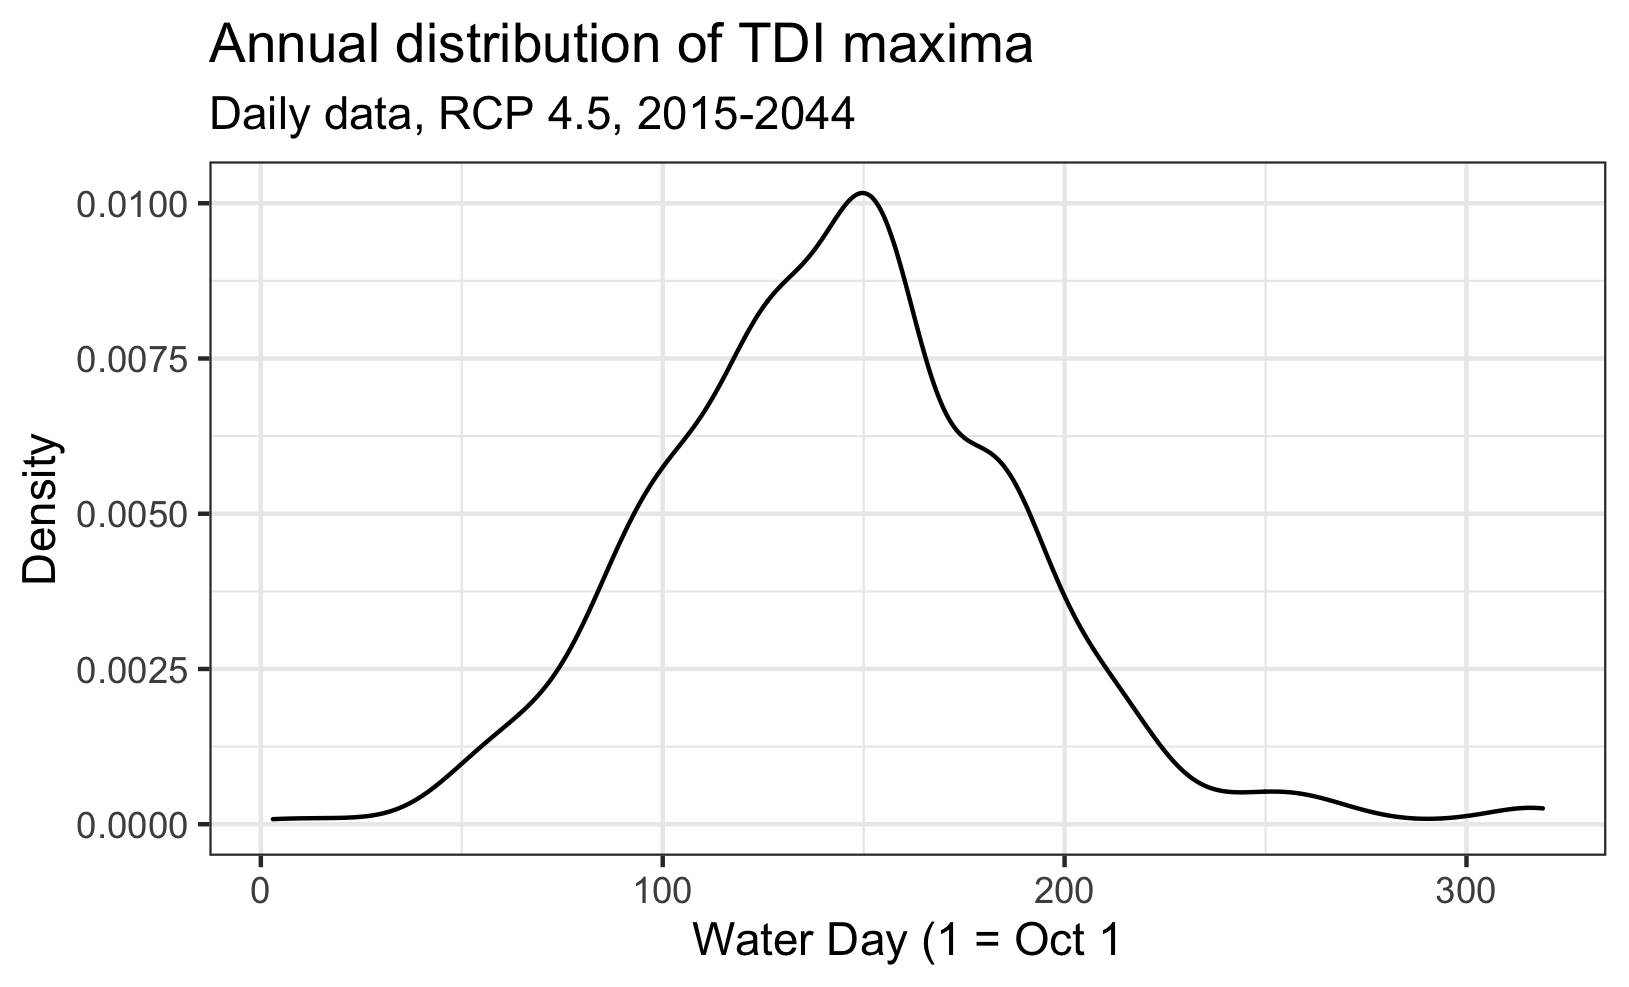 Annual distribution of TDI maxima
Daily data, RCP 4.5, 2015-2044
Density
0.0100
0.0075
0.0050
0.0025
0.0000
0 100 200 300
Water Day (1 = Oct 1